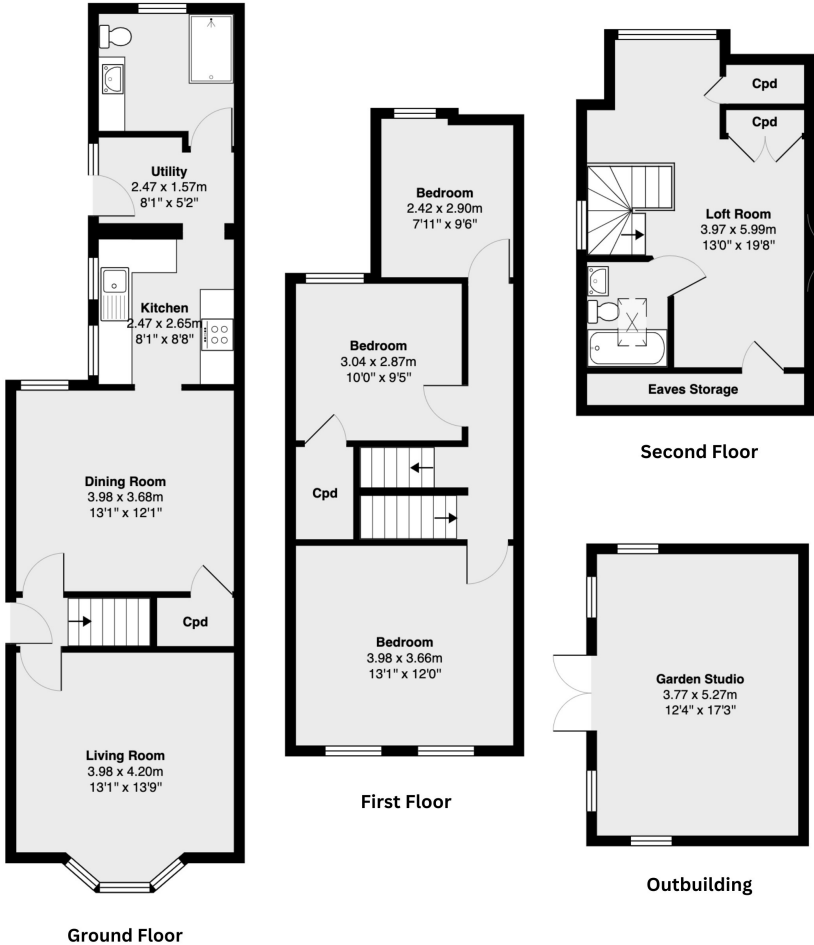 Utility
2.47 x 1.57m
8'1" x 5'2"
Kitchen
2.47 x 2.65m
8'1" x 8'8"
Dining Room
3.98 x 3.68m
13'1" x 12'1"
Cpd
Living Room
3.98 x 4.20m
13'1" x 13'9"
Ground Floor
Bedroom
2.42 x 2.90m
7'11" x 9'6"
Bedroom
3.04 x 2.87m
10'0" x 9'5"
Cpd
Bedroom
3.98 x 3.66m
13'1" x 12'0"
First Floor
Cpd
Cpd
Loft Room
3.97 x 5.99m
13'0" x 19'8"
Eaves Storage
Second Floor
Garden Studio
3.77 x 5.27m
12'4" x 17'3"
Outbuilding